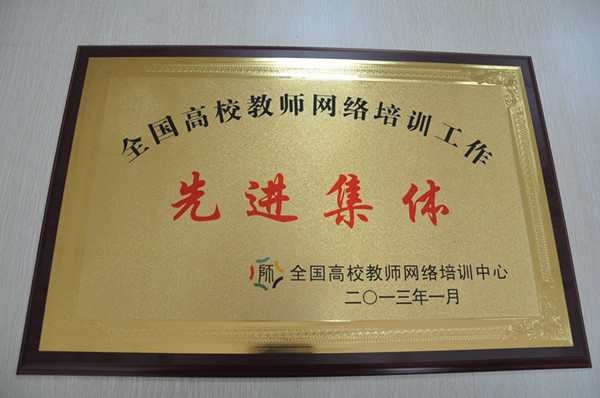 全国高校教师网络培训工作
先进集体
师 全国高校教师网络培训中心
二〇一三年一月